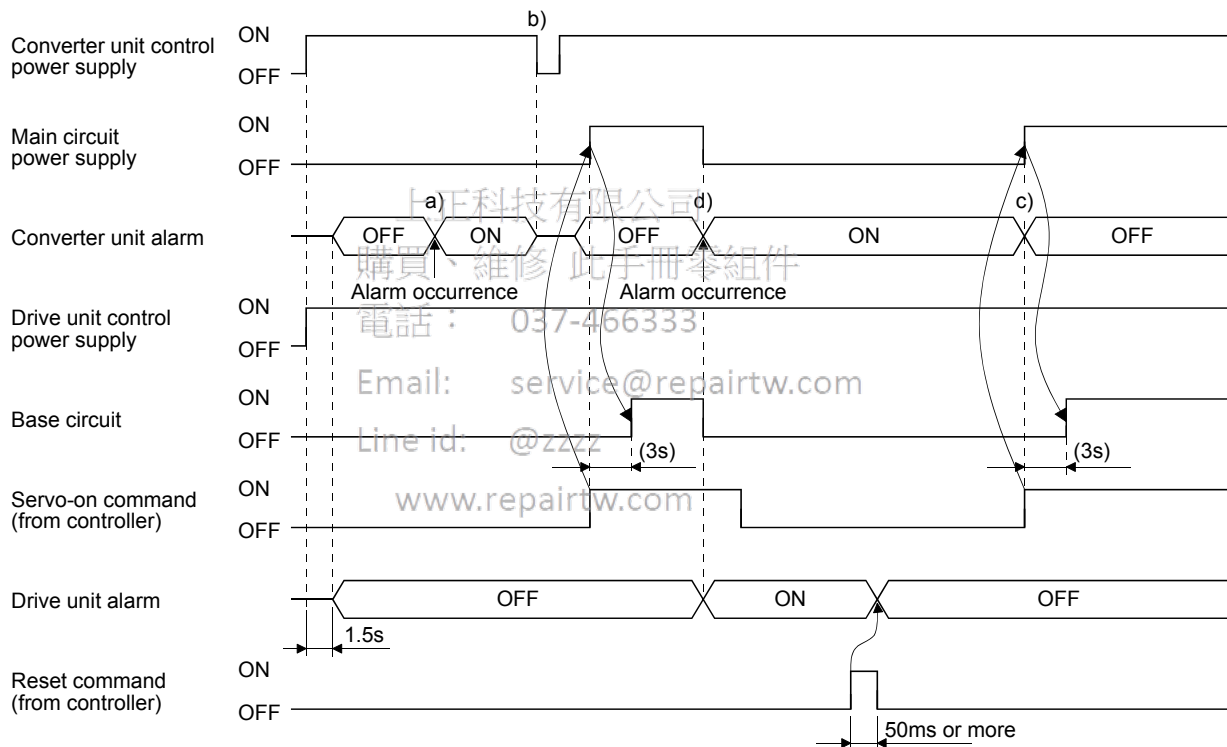 b)
Converter unit control
power supply
ON
OFF
Main circuit
power supply
ON
OFF
上正科技有限公司
a)
d)
c)
Converter unit alarm
OFF
ON
OFF
ON
OFF
購買、維修 此手冊零組件
Alarm occurrence
Alarm occurrence
Drive unit control
power supply
ON
OFF
電話: 037-466333
Email: service@repairtw.com
Base circuit
ON
OFF
Line id: @zzzz
(3s)
(3s)
Servo-on command
(from controller)
ON
OFF
www.repairtw.com
Drive unit alarm
OFF
ON
OFF
1.5s
Reset command
(from controller)
ON
OFF
50ms or more